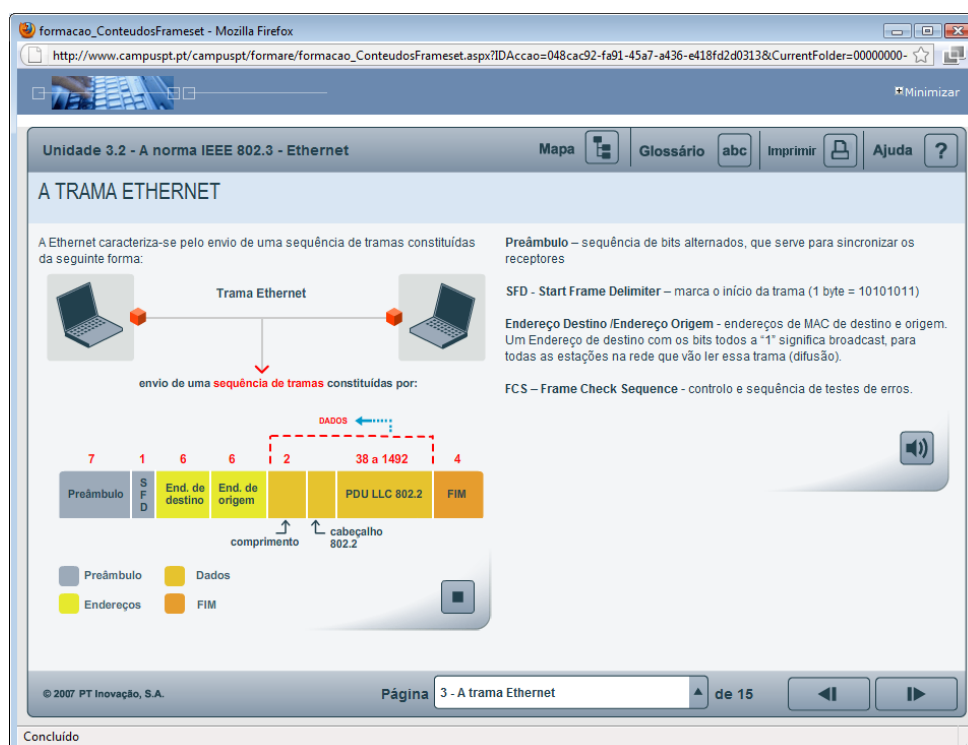 formacao_ConteudosFrameset - Mozilla Firefox
http://www.campuspt.pt/campuspt/formare/formacao_ConteudosFrameset.aspx?IDAccao=048cac92-fa91-45a7-a436-e418fd2d0313&CurrentFolder=00000000-
Minimizar
Unidade 3.2 - A norma IEEE 802.3 - Ethernet
Mapa
Glossário
abc
Imprimir
Ajuda
?
A TRAMA ETHERNET
A Ethernet caracteriza-se pelo envio de uma sequência de tramas constituídas
da seguinte forma:
Trama Ethernet
envio de uma sequência de tramas constituídas por:
DADOS
7 1 6 6 2 38 a 1492 4
Preâmbulo
S
F
D
End. de
destino
End. de
origem
PDU LLC 802.2
FIM
comprimento
cabeçalho
802.2
Preâmbulo
Dados
Endereços
FIM
Preâmbulo – sequência de bits alternados, que serve para sincronizar os
receptores
SFD - Start Frame Delimiter – marca o início da trama (1 byte = 10101011)
Endereço Destino /Endereço Origem - endereços de MAC de destino e origem.
Um Endereço de destino com os bits todos a "1" significa broadcast, para
todas as estações na rede que vão ler essa trama (difusão).
FCS – Frame Check Sequence - controlo e sequência de testes de erros.
© 2007 PT Inovação, S.A.
Página
3 - A trama Ethernet
de 15
Concluído